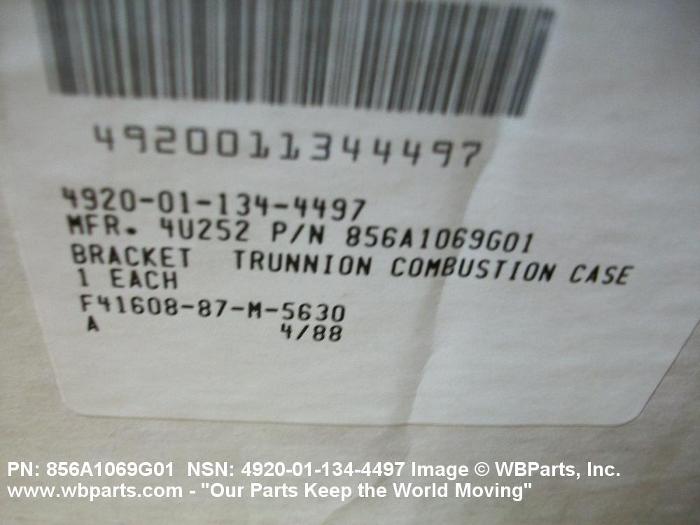 4920011344497
4920-01-134-4497
MFR. 4U252 P/N 856A1069G01
BRACKET TRUNNION COMBUSTION CASE
1 EACH
F41608-87-M-5630
A 4/88
PN: 856A1069G01 NSN: 4920-01-134-4497 Image © WBParts, Inc.
www.wbparts.com - "Our Parts Keep the World Moving"